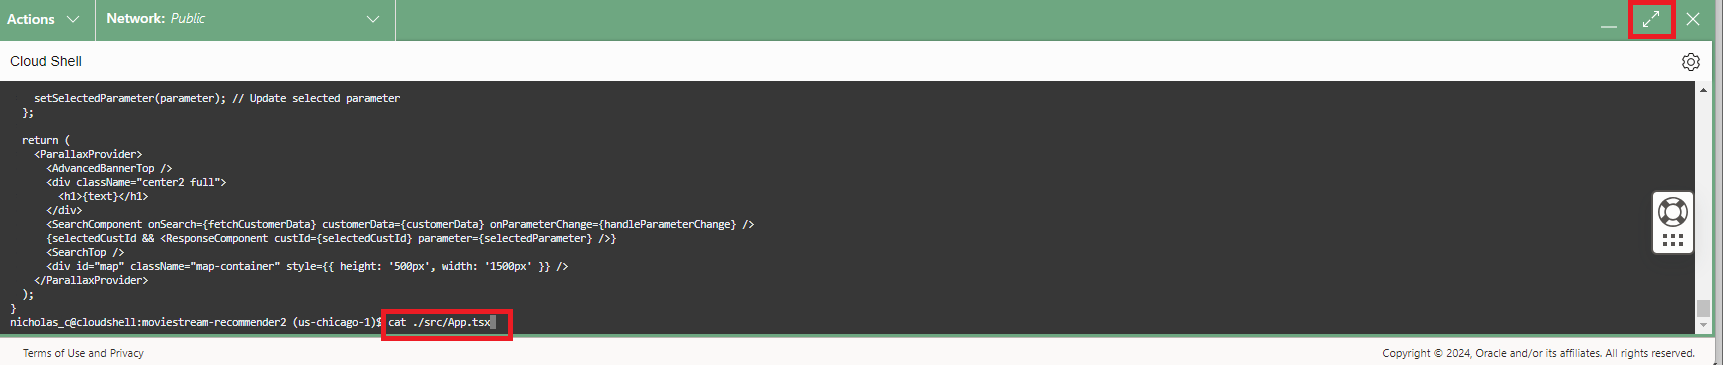 Actions
Network: Public
Cloud Shell
setSelectedParameter(parameter); // Update selected parameter
};
return (
<ParallaxProvider>
<AdvancedBannerTop />
<div className="center2 full">
<h1>{text}</h1>
</div>
<SearchComponent onSearch={fetchCustomerData} customerData={customerData} onParameterChange={handleParameterChange} />
{selectedCustId && <ResponseComponent custId={selectedCustId} parameter={selectedParameter} />}
<SearchTop />
<div id="map" className="map-container" style={{ height: '500px', width: '1500px' }} />
</ParallaxProvider>
);
}
nicholas_c@cloudshell:moviestream-recommender2 (us-chicago-1)$ cat ./src/App.tsx
Terms of Use and Privacy
Copyright © 2024, Oracle and/or its affiliates. All rights reserved.